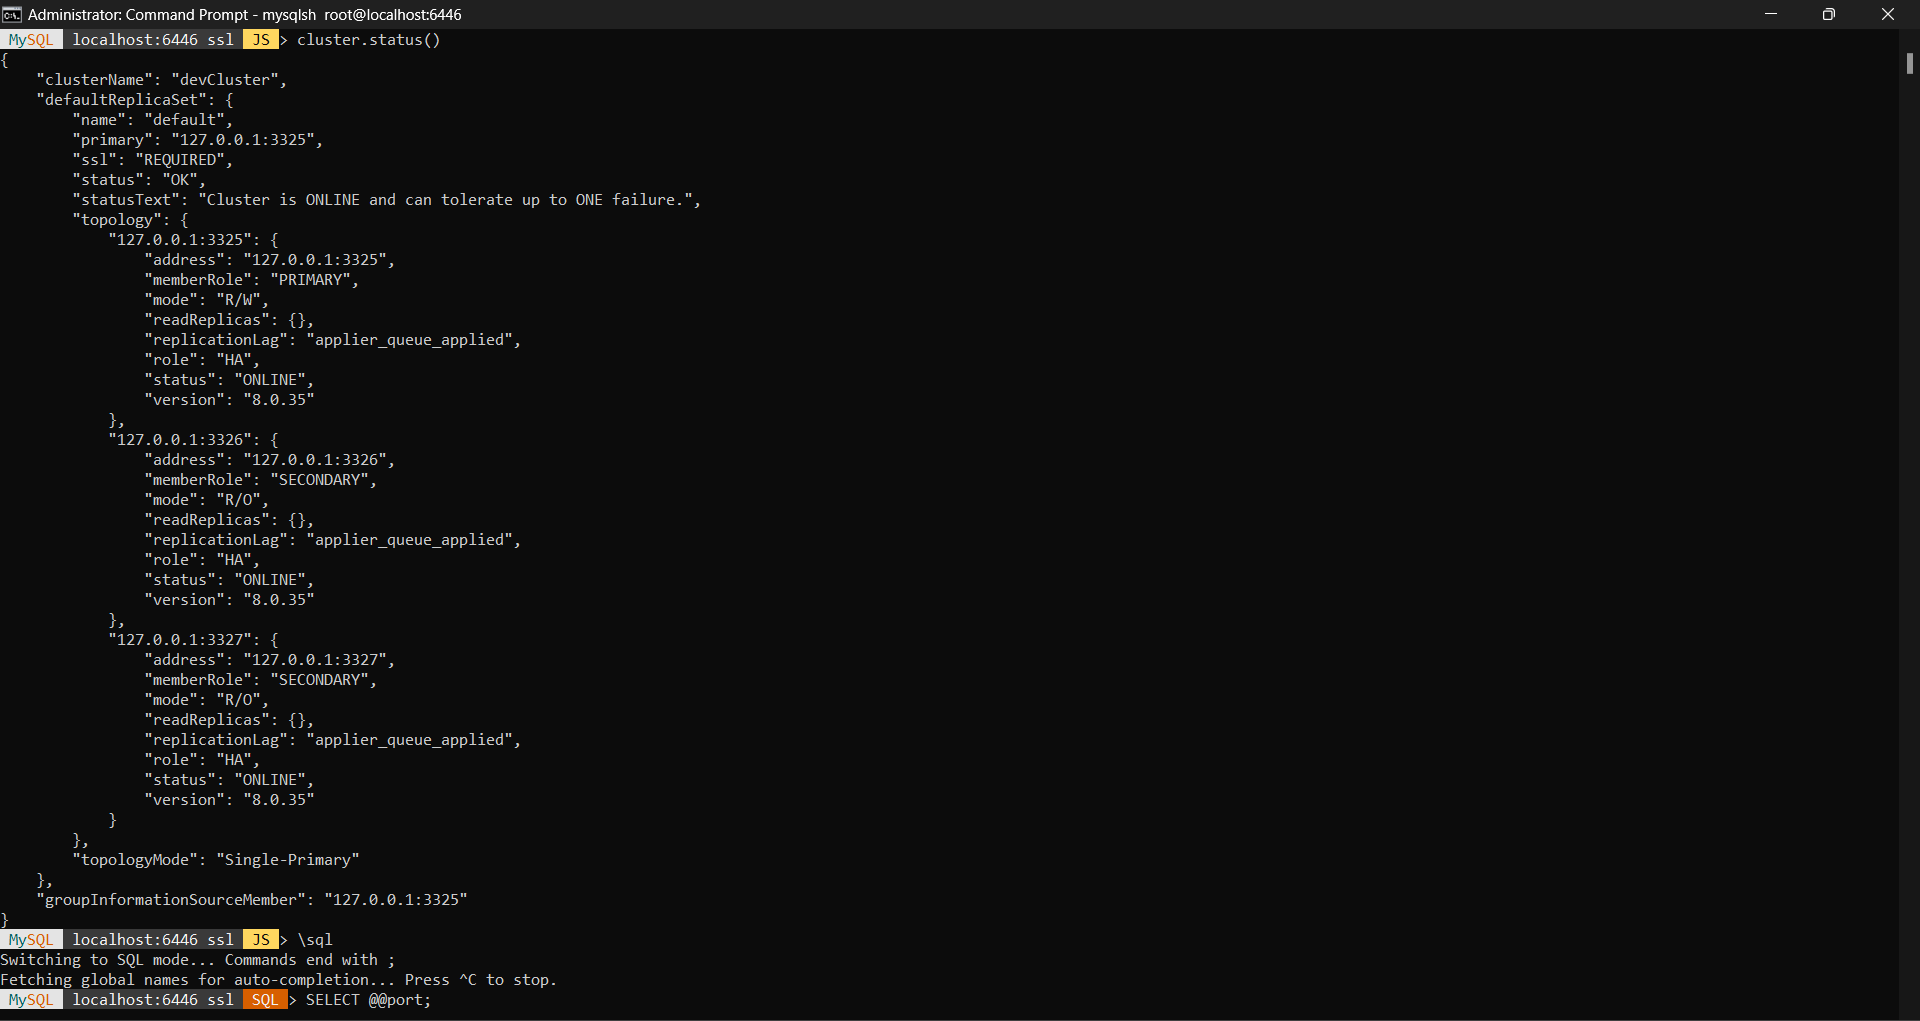 Administrator: Command Prompt - mysqlsh  root@localhost:6446
MySQL  localhost:6446 ssl  JS > cluster.status()
{
    "clusterName": "devCluster",
    "defaultReplicaSet": {
        "name": "default",
        "primary": "127.0.0.1:3325",
        "ssl": "REQUIRED",
        "status": "OK",
        "statusText": "Cluster is ONLINE and can tolerate up to ONE failure.",
        "topology": {
            "127.0.0.1:3325": {
                "address": "127.0.0.1:3325",
                "memberRole": "PRIMARY",
                "mode": "R/W",
                "readReplicas": {},
                "replicationLag": "applier_queue_applied",
                "role": "HA",
                "status": "ONLINE",
                "version": "8.0.35"
            },
            "127.0.0.1:3326": {
                "address": "127.0.0.1:3326",
                "memberRole": "SECONDARY",
                "mode": "R/O",
                "readReplicas": {},
                "replicationLag": "applier_queue_applied",
                "role": "HA",
                "status": "ONLINE",
                "version": "8.0.35"
            },
            "127.0.0.1:3327": {
                "address": "127.0.0.1:3327",
                "memberRole": "SECONDARY",
                "mode": "R/O",
                "readReplicas": {},
                "replicationLag": "applier_queue_applied",
                "role": "HA",
                "status": "ONLINE",
                "version": "8.0.35"
            }
        },
        "topologyMode": "Single-Primary"
    },
    "groupInformationSourceMember": "127.0.0.1:3325"
}
MySQL  localhost:6446 ssl  JS > \sql
Switching to SQL mode... Commands end with ;
Fetching global names for auto-completion... Press ^C to stop.
MySQL  localhost:6446 ssl  SQL > SELECT @@port;